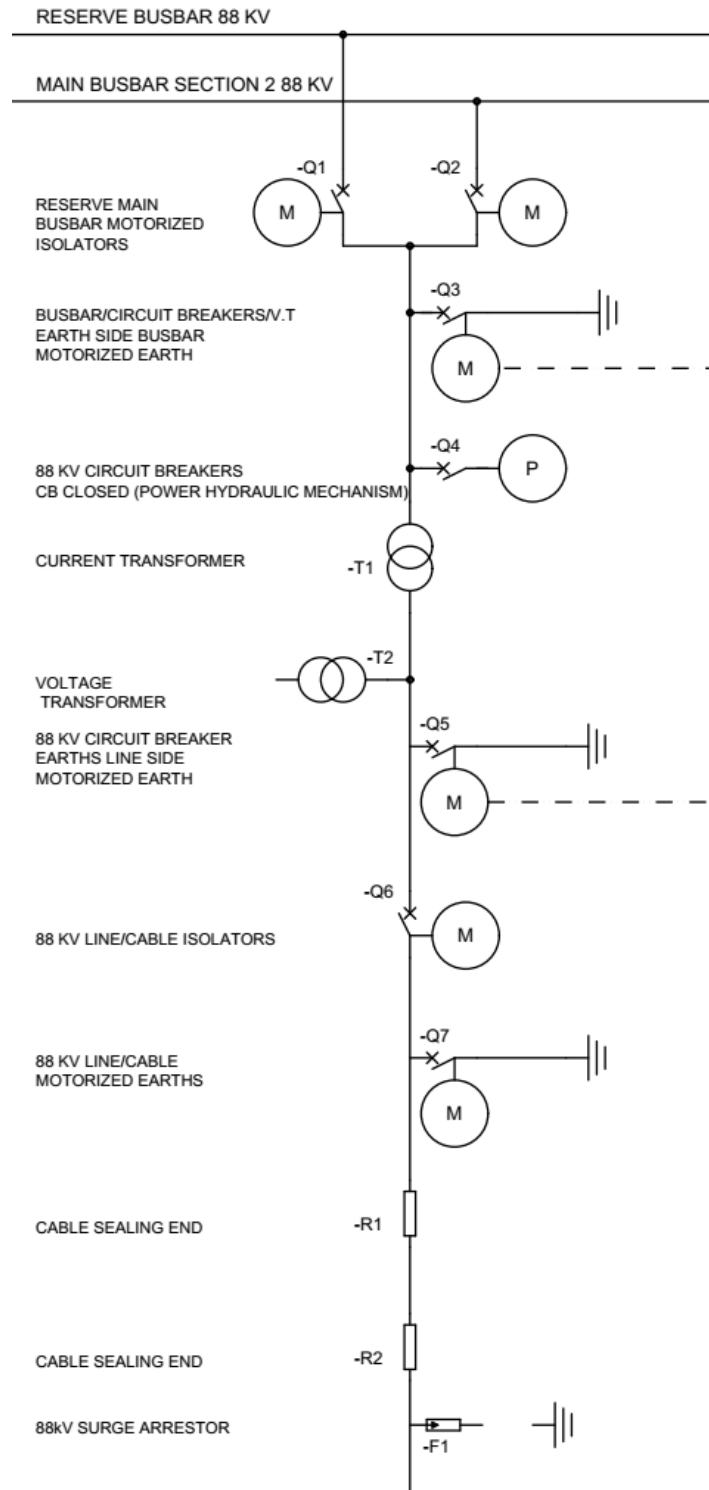 RESERVE BUSBAR 88 KV
MAIN BUSBAR SECTION 2 88 KV
-Q1
-Q2
RESERVE MAIN
BUSBAR MOTORIZED
ISOLATORS
M
M
-Q3
BUSBAR/CIRCUIT BREAKERS/V.T
EARTH SIDE BUSBAR
MOTORIZED EARTH
M
-Q4
88 KV CIRCUIT BREAKERS
CB CLOSED (POWER HYDRAULIC MECHANISM)
P
CURRENT TRANSFORMER
-T1
-T2
VOLTAGE
TRANSFORMER
-Q5
88 KV CIRCUIT BREAKER
EARTHS LINE SIDE
MOTORIZED EARTH
M
-Q6
88 KV LINE/CABLE ISOLATORS
M
-Q7
88 KV LINE/CABLE
MOTORIZED EARTHS
M
CABLE SEALING END
-R1
CABLE SEALING END
-R2
88kV SURGE ARRESTOR
-F1